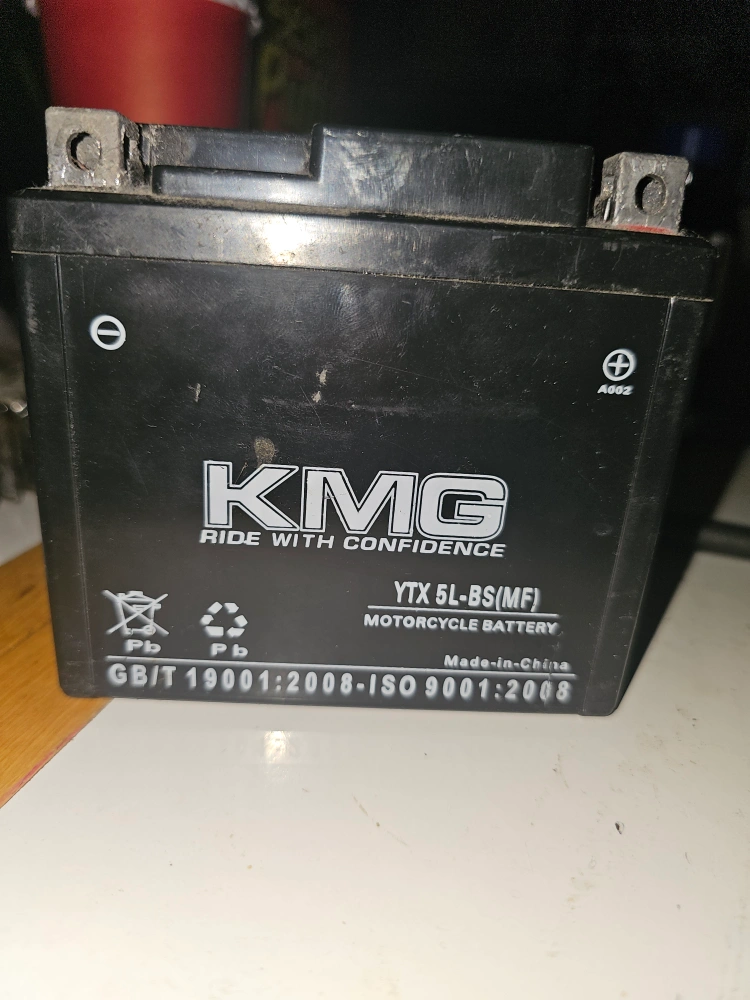 A002
KMG
RIDE WITH CONFIDENCE
YTX 5L-BS(MF)
MOTORCYCLE BATTERY
Pb
Pb
Made-in-China
GB/T 19001:2008-ISO 9001:2008